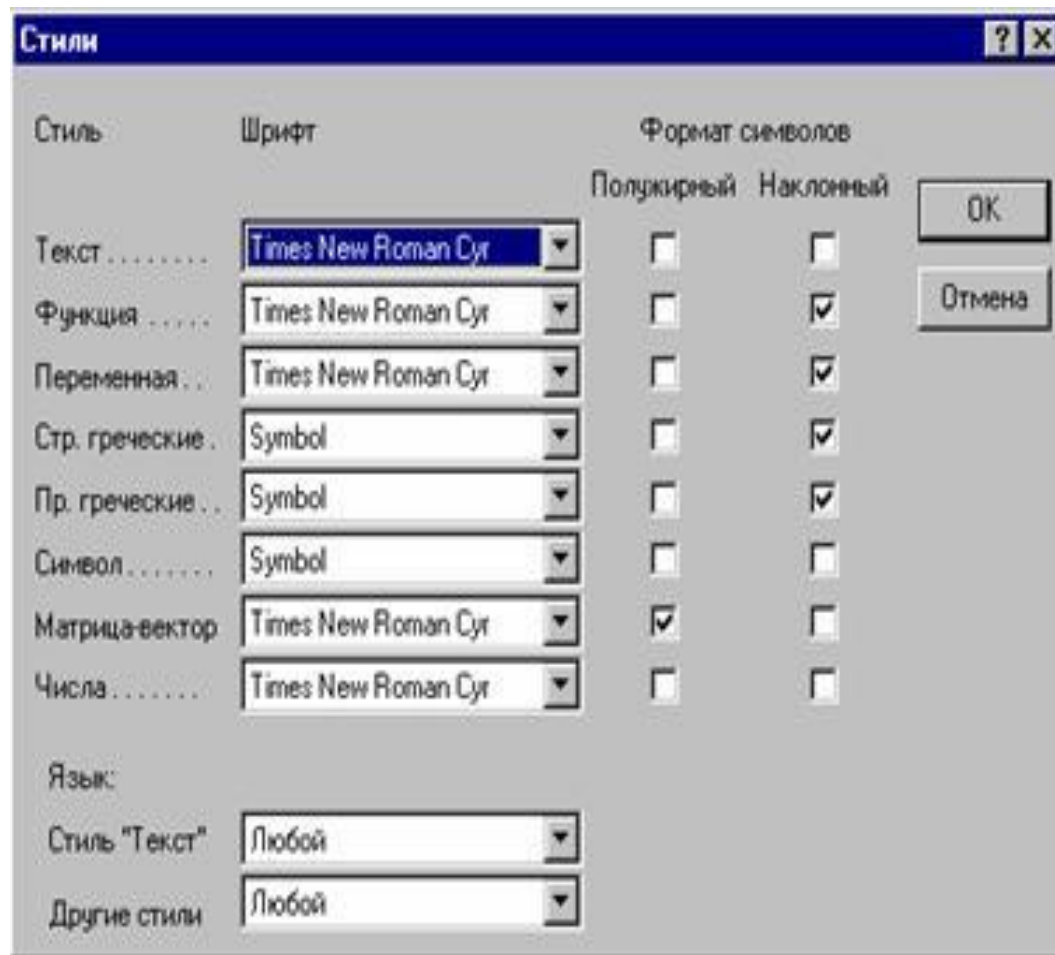 Стили
Стиль Шрифт Формат символов
Полужирный Наклонный
OK
Текст . . . . . . . . Times New Roman Cyr
Отмена
Функция . . . . . Times New Roman Cyr
Переменная . . Times New Roman Cyr
Стр. греческие . Symbol
Пр. греческие . . Symbol
Символ . . . . . . . Symbol
Матрица-вектор Times New Roman Cyr
Числа . . . . . . . Times New Roman Cyr
Язык:
Стиль "Текст" Любой
Другие стили Любой